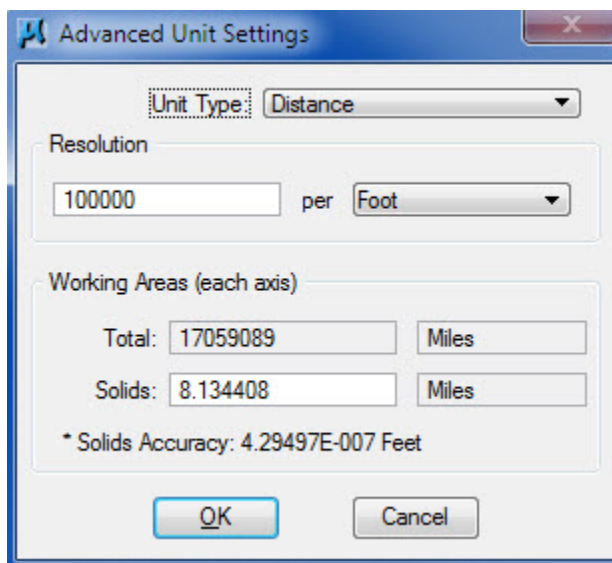 Advanced Unit Settings
Unit Type: Distance
Resolution
100000 per Foot
Working Areas (each axis)
Total: 17059089 Miles
Solids: 8.134408 Miles
* Solids Accuracy: 4.29497E-007 Feet
OK Cancel